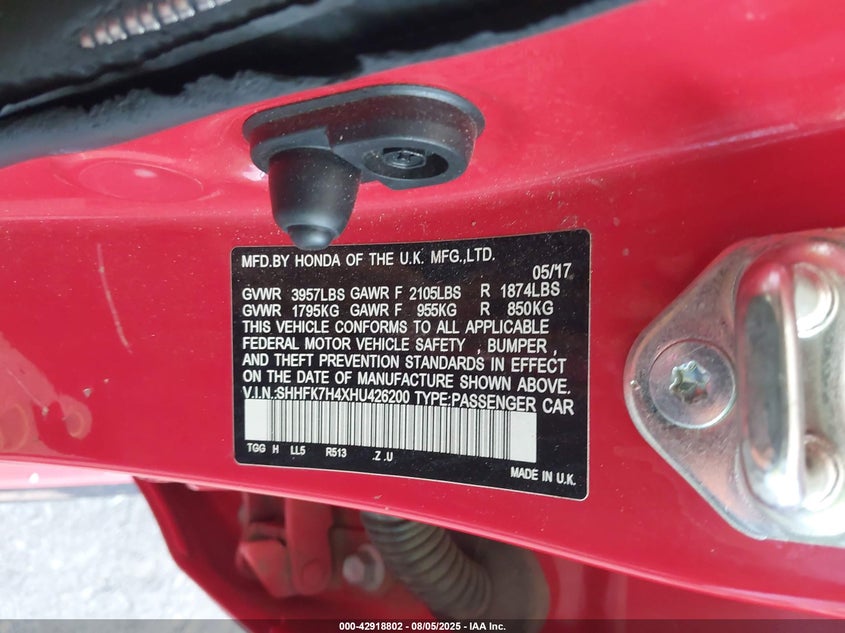 MFD.BY HONDA OF THE U.K. MFG.,LTD.
05/17
GVWR 3957LBS GAWR F 2105LBS R 1874LBS
GVWR 1795KG GAWR F 955KG R 850KG
THIS VEHICLE CONFORMS TO ALL APPLICABLE
FEDERAL MOTOR VEHICLE SAFETY , BUMPER ,
AND THEFT PREVENTION STANDARDS IN EFFECT
ON THE DATE OF MANUFACTURE SHOWN ABOVE.
V.I.N.:SHHFK7H4XHU426200 TYPE:PASSENGER CAR
TGG H LL5 R513 .Z .U
MADE IN U.K.
000-42918802 - 08/05/2025 - IAA Inc.